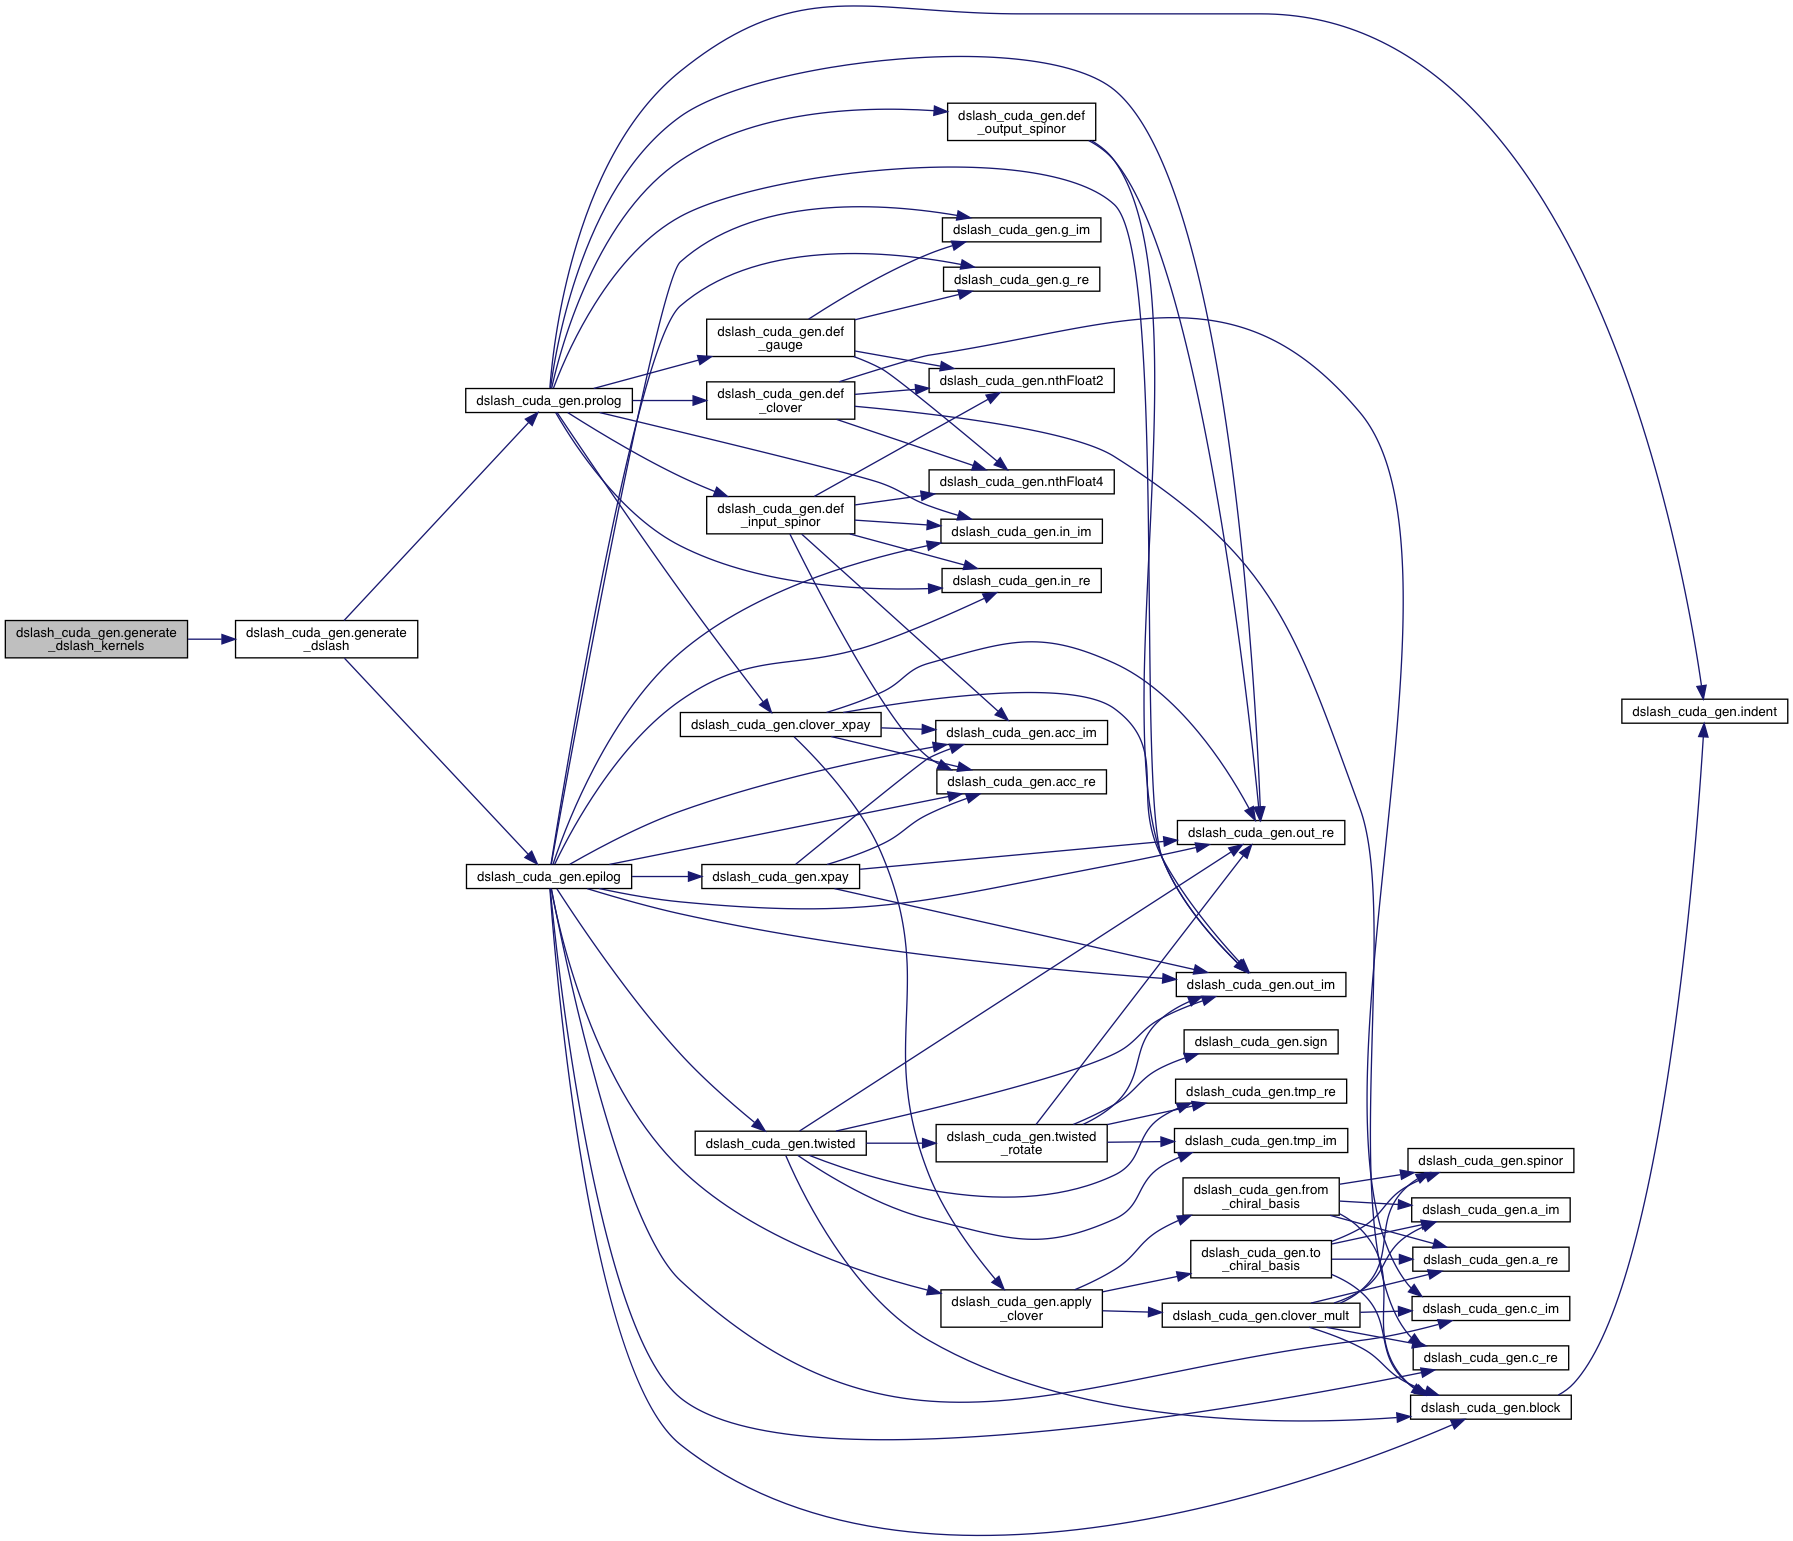 dslash_cuda_gen.generate
_dslash_kernels
dslash_cuda_gen.generate
_dslash
dslash_cuda_gen.prolog
dslash_cuda_gen.epilog
dslash_cuda_gen.def
_gauge
dslash_cuda_gen.def
_clover
dslash_cuda_gen.def
_input_spinor
dslash_cuda_gen.clover_xpay
dslash_cuda_gen.xpay
dslash_cuda_gen.twisted
dslash_cuda_gen.def
_output_spinor
dslash_cuda_gen.g_im
dslash_cuda_gen.g_re
dslash_cuda_gen.nthFloat2
dslash_cuda_gen.nthFloat4
dslash_cuda_gen.in_im
dslash_cuda_gen.in_re
dslash_cuda_gen.acc_im
dslash_cuda_gen.acc_re
dslash_cuda_gen.twisted
_rotate
dslash_cuda_gen.apply
_clover
dslash_cuda_gen.out_re
dslash_cuda_gen.out_im
dslash_cuda_gen.sign
dslash_cuda_gen.tmp_re
dslash_cuda_gen.tmp_im
dslash_cuda_gen.from
_chiral_basis
dslash_cuda_gen.to
_chiral_basis
dslash_cuda_gen.clover_mult
dslash_cuda_gen.spinor
dslash_cuda_gen.a_im
dslash_cuda_gen.a_re
dslash_cuda_gen.c_im
dslash_cuda_gen.c_re
dslash_cuda_gen.block
dslash_cuda_gen.indent